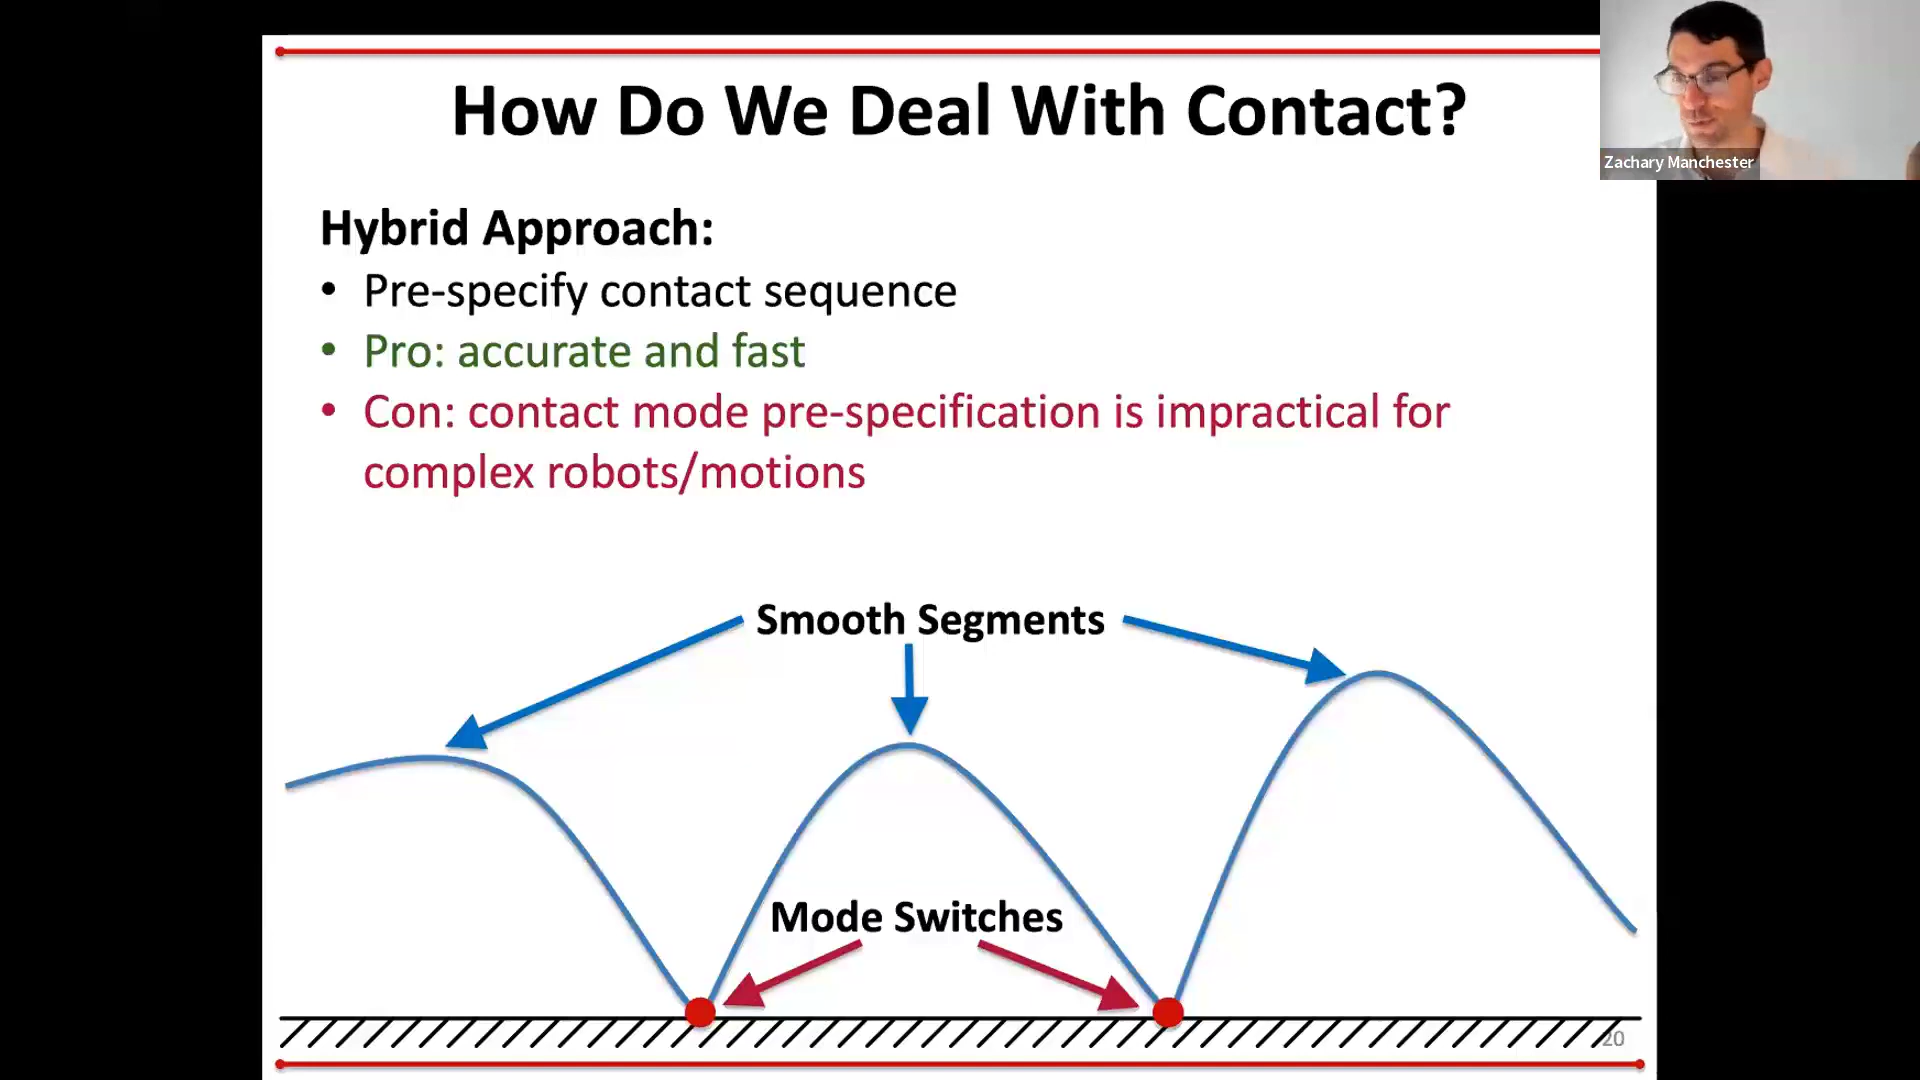 How Do We Deal With Contact?
Zachary Manchester
Hybrid Approach:
• Pre-specify contact sequence
• Pro: accurate and fast
• Con: contact mode pre-specification is impractical for
complex robots/motions
Smooth Segments
Mode Switches
20